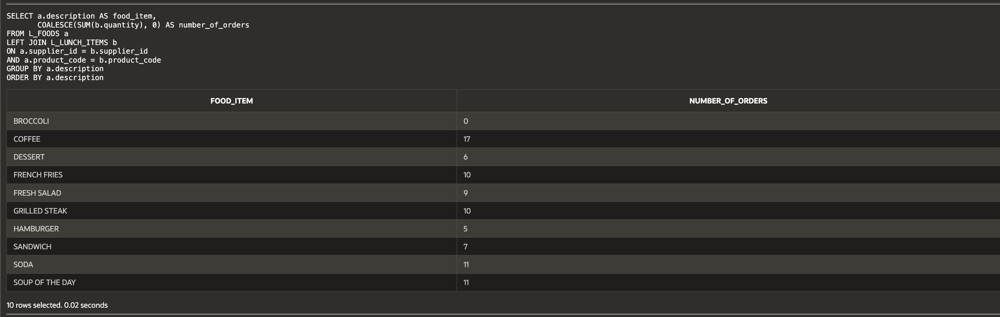 SELECT a.description AS food_item,
       COALESCE(SUM(b.quantity), 0) AS number_of_orders
FROM L_FOODS a
LEFT JOIN L_LUNCH_ITEMS b
ON a.supplier_id = b.supplier_id
AND a.product_code = b.product_code
GROUP BY a.description
ORDER BY a.description
FOOD_ITEM NUMBER_OF_ORDERS
BROCCOLI 0
COFFEE 17
DESSERT 6
FRENCH FRIES 10
FRESH SALAD 9
GRILLED STEAK 10
HAMBURGER 5
SANDWICH 7
SODA 11
SOUP OF THE DAY 11
10 rows selected. 0.02 seconds